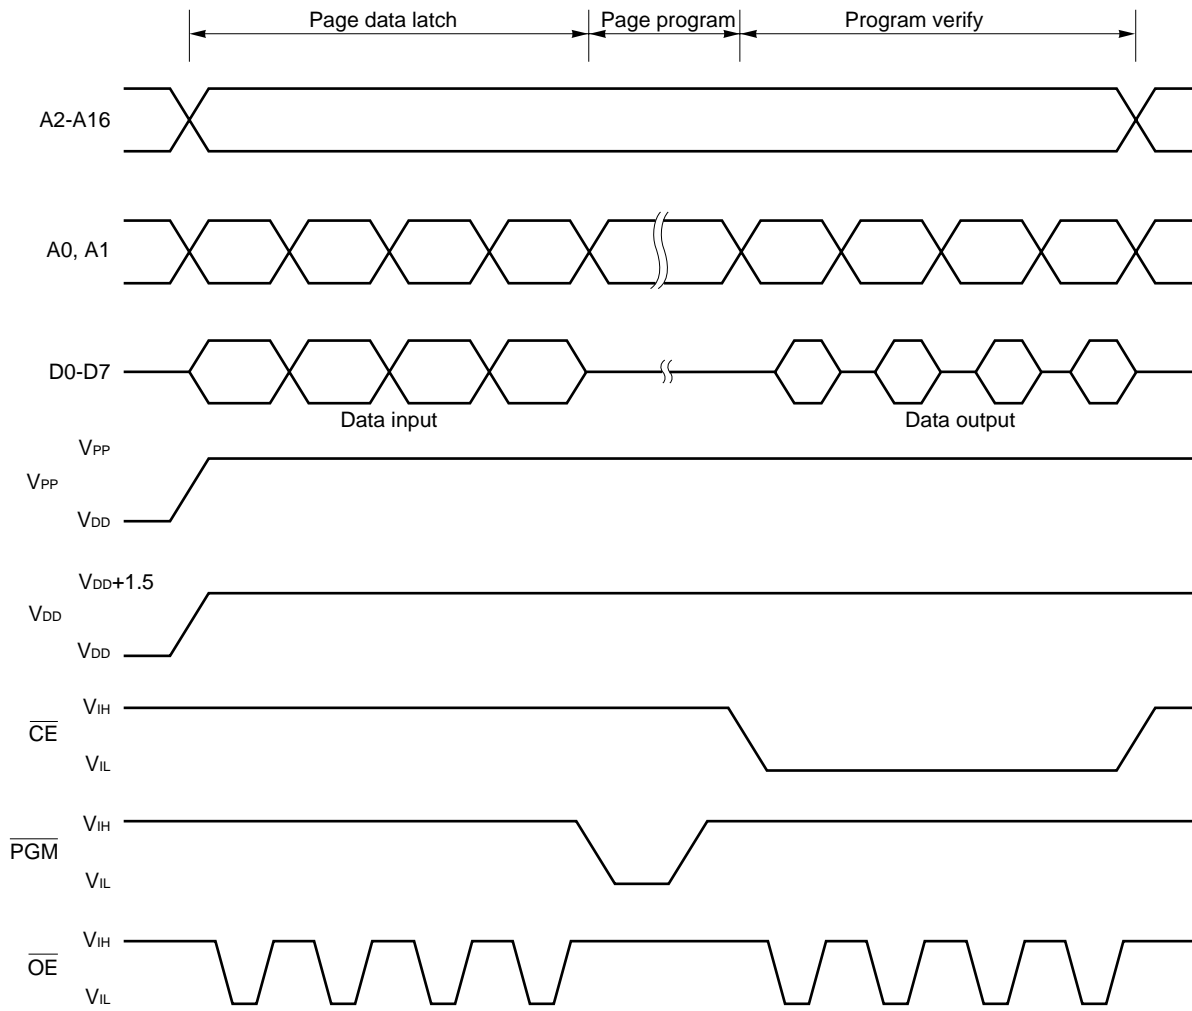 Page data latch Page program Program verify
A2-A16
A0, A1
D0-D7
Data input Data output
VPP
VPP
VDD
VDD+1.5
VDD
VDD
VIH
CE
VIL
VIH
PGM
VIL
VIH
OE
VIL